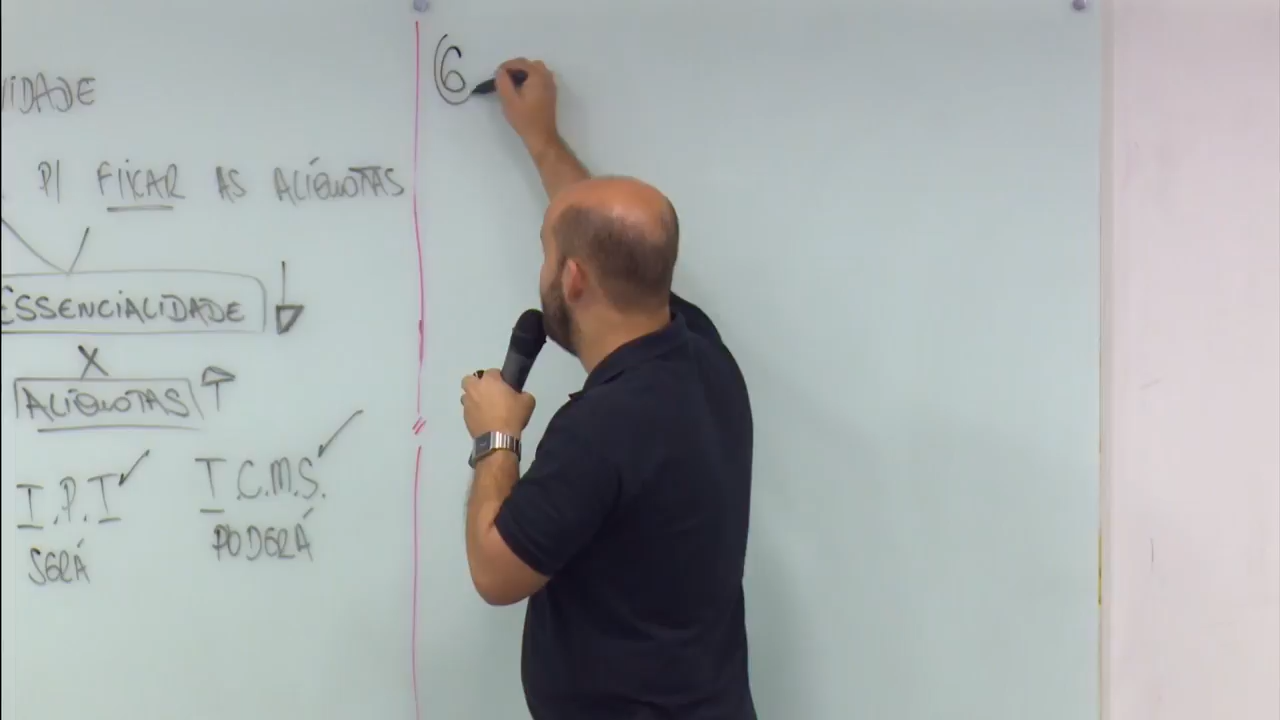 VIDADE
P/ FIXAR AS ALÍQUOTAS
ESSENCIALIDADE
X
ALÍQUOTAS
I.P.I I.C.M.S.
SERÁ PODERÁ
6